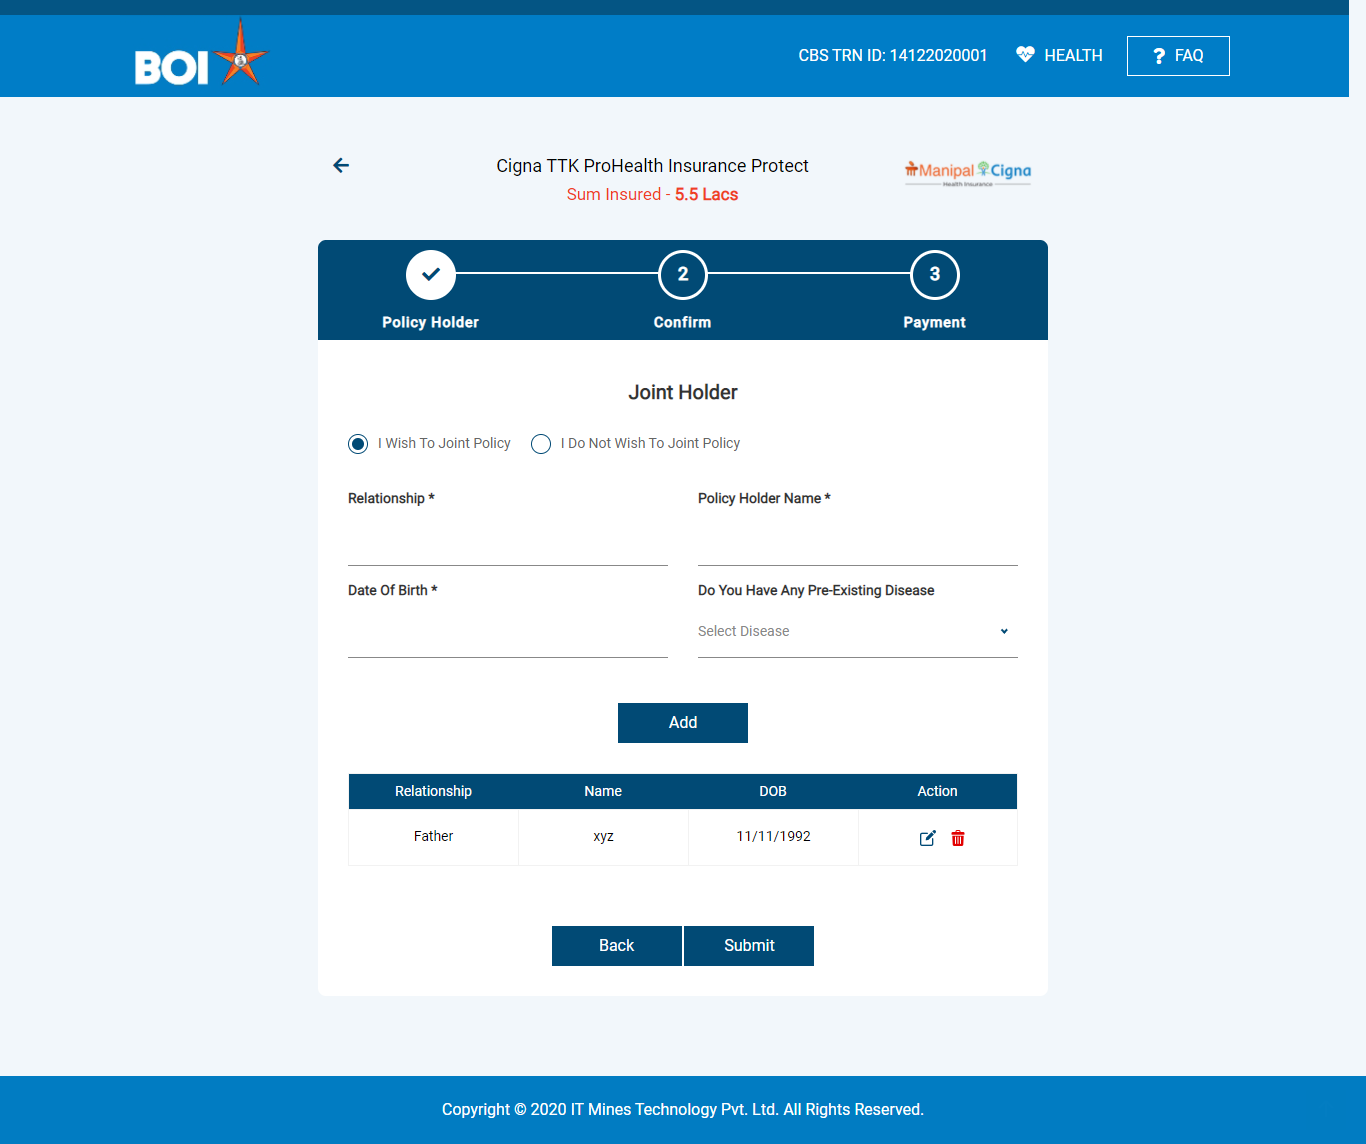 BOI
CBS TRN ID: 14122020001
HEALTH
? FAQ
Cigna TTK ProHealth Insurance Protect
Sum Insured - 5.5 Lacs
Manipal Cigna
Health Insurance
2
3
Policy Holder
Confirm
Payment
Joint Holder
I Wish To Joint Policy
I Do Not Wish To Joint Policy
Relationship *
Policy Holder Name *
Date Of Birth *
Do You Have Any Pre-Existing Disease
Select Disease
Add
Relationship Name DOB Action
Father xyz 11/11/1992
Back
Submit
Copyright © 2020 IT Mines Technology Pvt. Ltd. All Rights Reserved.